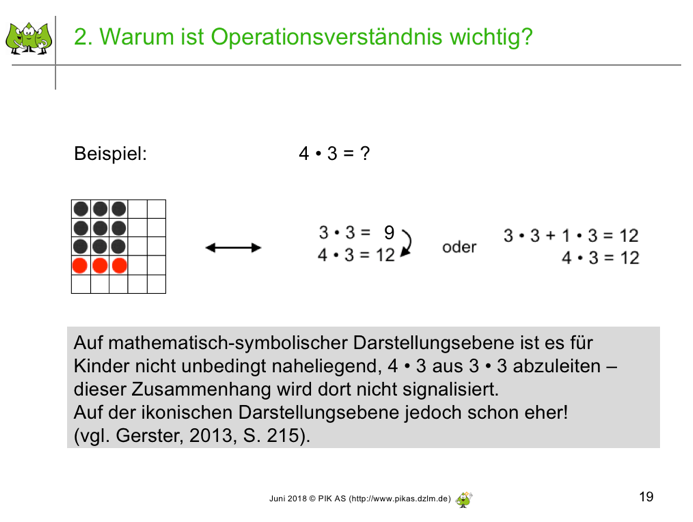 2. Warum ist Operationsverständnis wichtig?
Beispiel: 4 • 3 = ?
3 • 3 = 9
4 • 3 = 12
oder
3 • 3 + 1 • 3 = 12
4 • 3 = 12
Auf mathematisch-symbolischer Darstellungsebene ist es für
Kinder nicht unbedingt naheliegend, 4 • 3 aus 3 • 3 abzuleiten –
dieser Zusammenhang wird dort nicht signalisiert.
Auf der ikonischen Darstellungsebene jedoch schon eher!
(vgl. Gerster, 2013, S. 215).
Juni 2018 © PIK AS (http://www.pikas.dzlm.de)
19